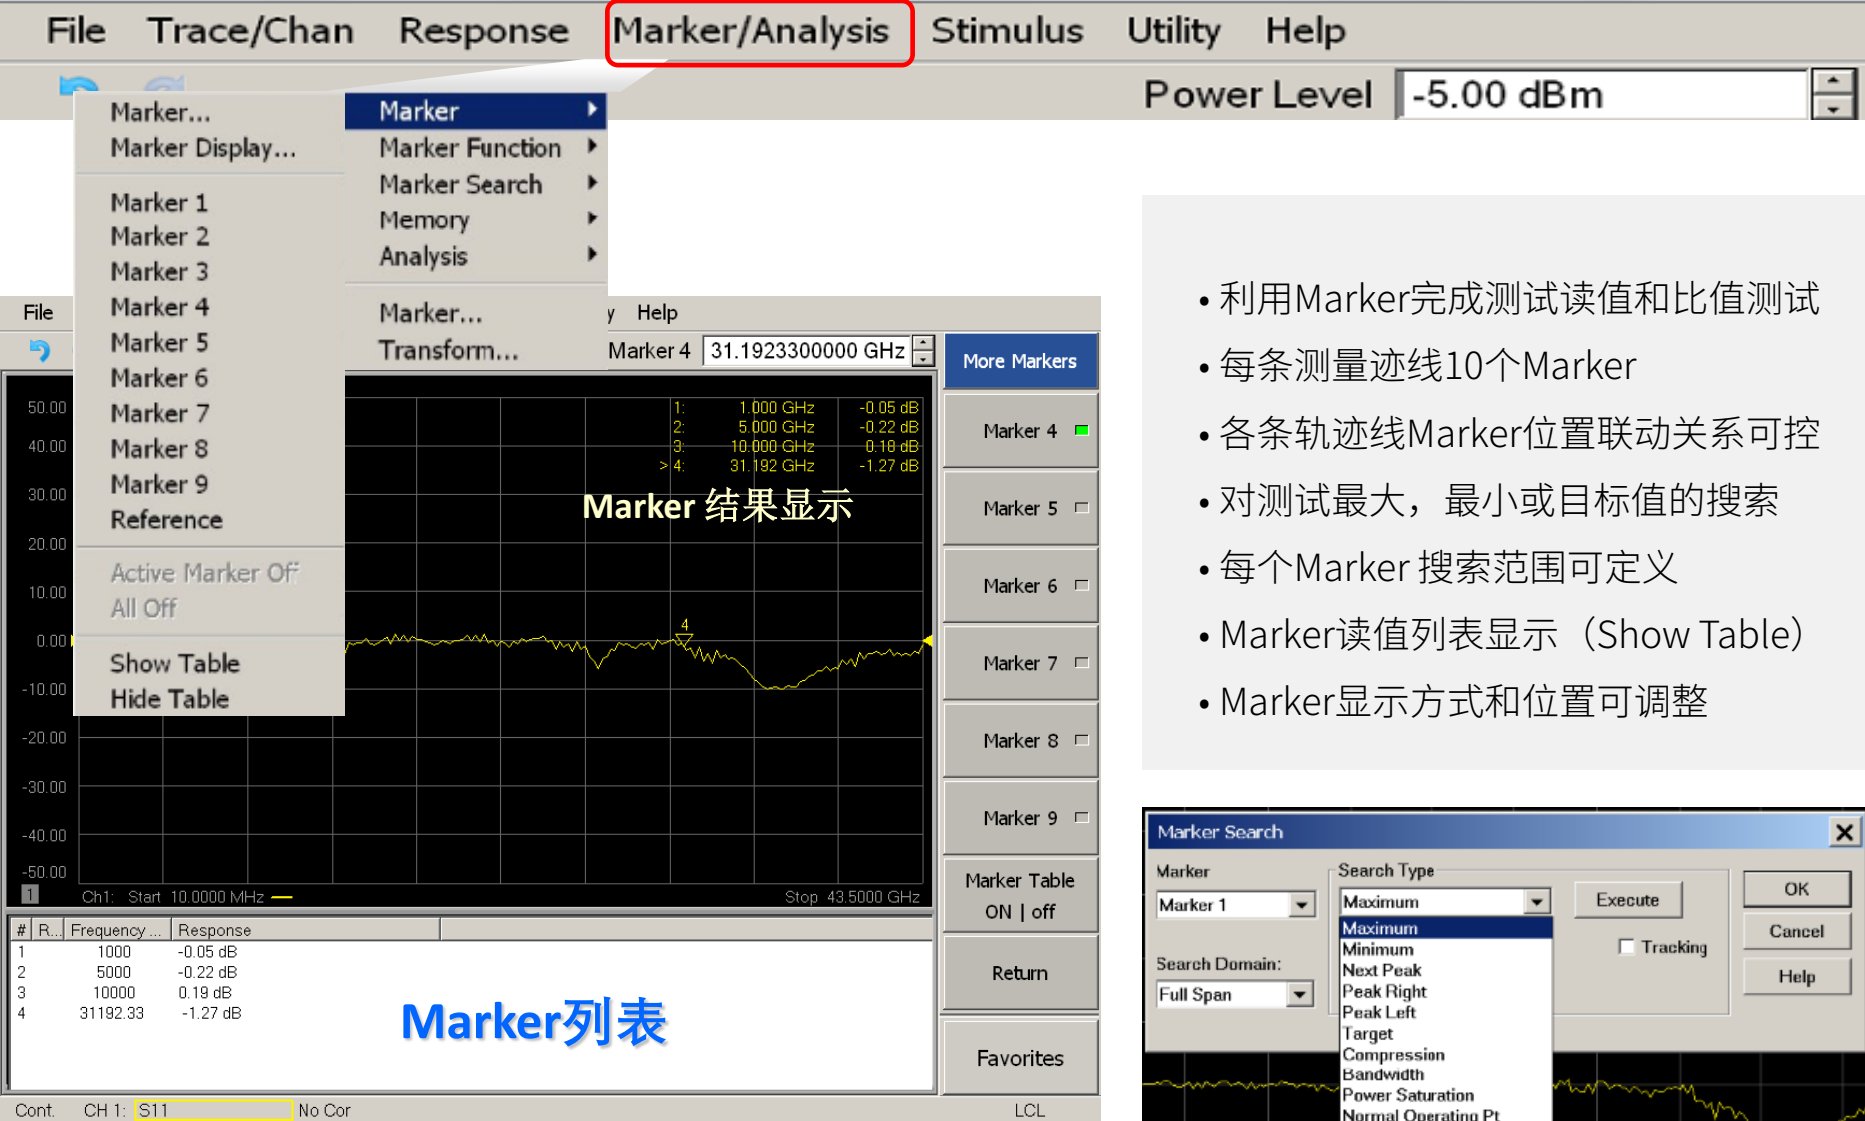 File Trace/Chan Response Marker/Analysis Stimulus Utility Help
Power Level -5.00 dBm
Marker...
Marker Display...
Marker 1
Marker 2
Marker 3
Marker 4
Marker 5
Marker 6
Marker 7
Marker 8
Marker 9
Reference
Active Marker Off
All Off
Show Table
Hide Table
Marker
Marker Function
Marker Search
Memory
Analysis
Marker...
Transform...
File y Help
Marker 4 31.1923300000 GHz
50.00
40.00
30.00
20.00
10.00
0.00
-10.00
-20.00
-30.00
-40.00
-50.00
1: 1.000 GHz -0.05 dB
2: 5.000 GHz -0.22 dB
3: 10.000 GHz 0.18 dB
> 4: 31.192 GHz -1.27 dB
Marker 结果显示
4
1 Ch1: Start 10.0000 MHz Stop 43.5000 GHz
# R... Frequency ... Response
1 1000 -0.05 dB
2 5000 -0.22 dB
3 10000 0.19 dB
4 31192.33 -1.27 dB
Marker列表
Cont. CH 1: S11 No Cor LCL
More Markers
Marker 4
Marker 5
Marker 6
Marker 7
Marker 8
Marker 9
Marker Table
ON | off
Return
Favorites
• 利用Marker完成测试读值和比值测试
• 每条测量迹线10个Marker
• 各条轨迹线Marker位置联动关系可控
• 对测试最大，最小或目标值的搜索
• 每个Marker 搜索范围可定义
• Marker读值列表显示（Show Table）
• Marker显示方式和位置可调整
Marker Search
Marker
Marker 1
Search Domain:
Full Span
Search Type
Maximum
Maximum
Minimum
Next Peak
Peak Right
Peak Left
Target
Compression
Bandwidth
Power Saturation
Normal Operating Pt
Execute
Tracking
OK
Cancel
Help